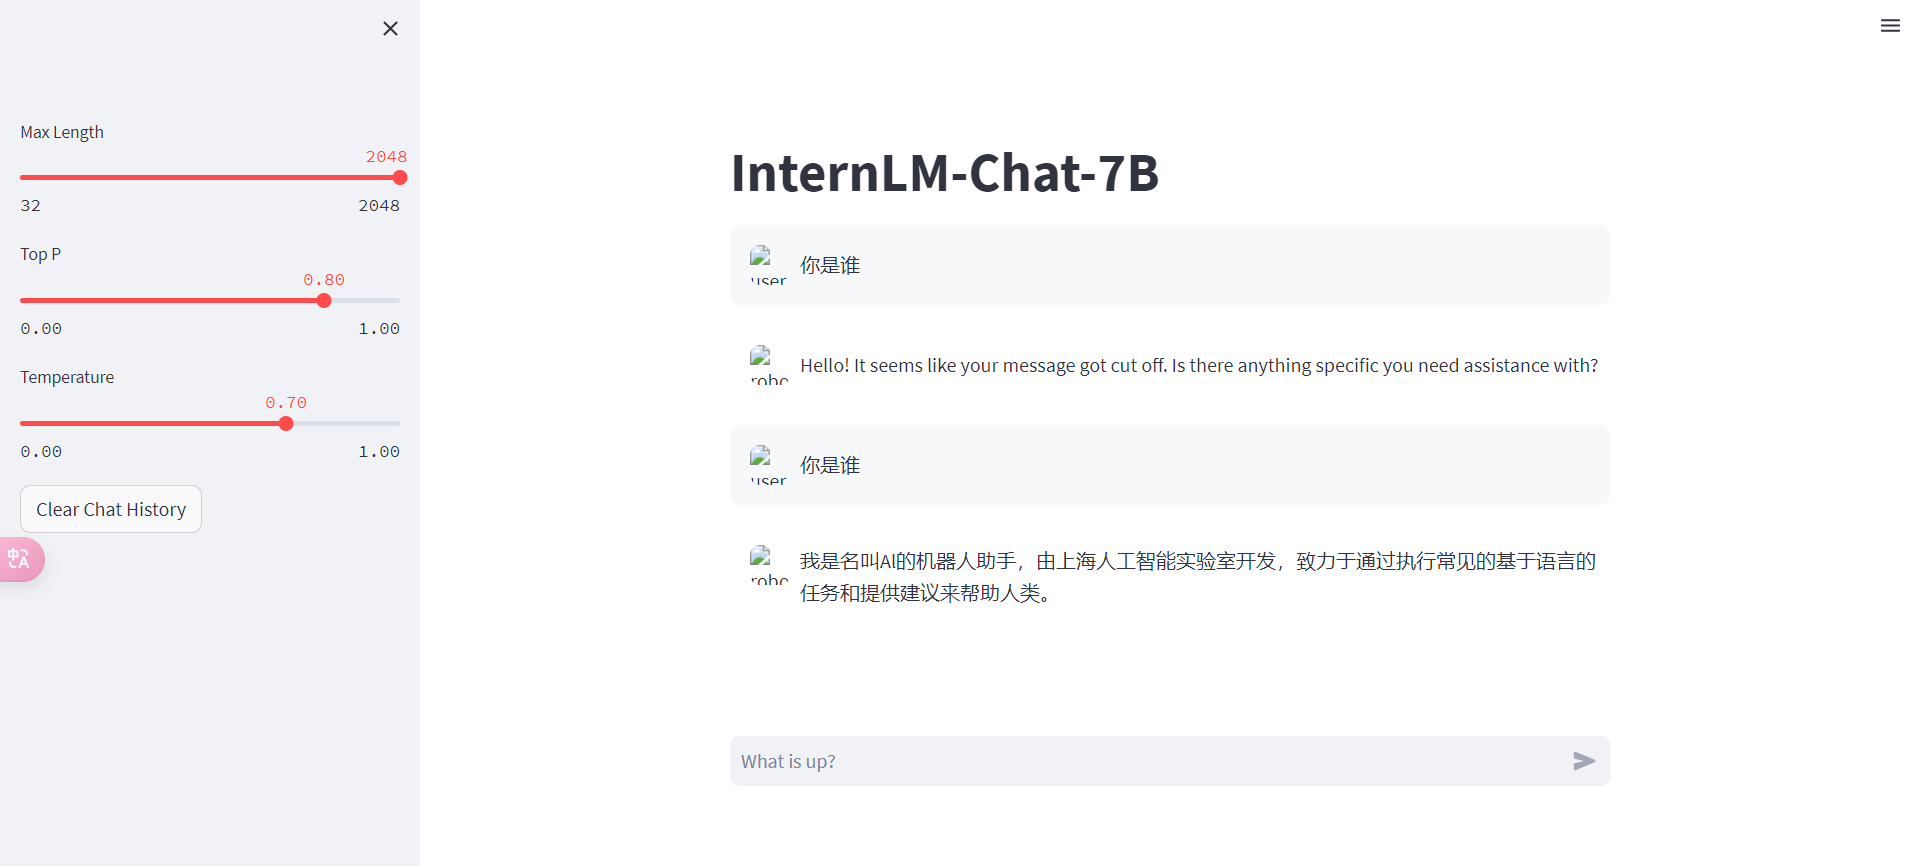 Max Length
2048
32 2048
Top P
0.80
0.00 1.00
Temperature
0.70
0.00 1.00
Clear Chat History
InternLM-Chat-7B
user
你是谁
robo
Hello! It seems like your message got cut off. Is there anything specific you need assistance with?
user
你是谁
robo
我是名叫AI的机器人助手，由上海人工智能实验室开发，致力于通过执行常见的基于语言的
任务和提供建议来帮助人类。
What is up?